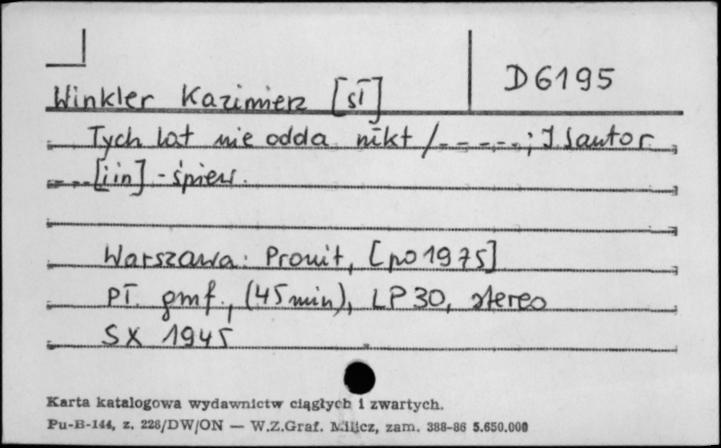 D6195
Winkler Kazimierz [sł]
Tych lat nie odda nikt / - - - - - ; I Santor
- - - [i in] - śpiew.
Warszawa: Pronit, [po 1975]
Pł. gmf., (45 min), LP 30, stereo
SX 1945
Karta katalogowa wydawnictw ciągłych i zwartych.
Pu-B-144, z. 228/DW/ON — W.Z.Graf. Milicz, zam. 388-86 5.650.000